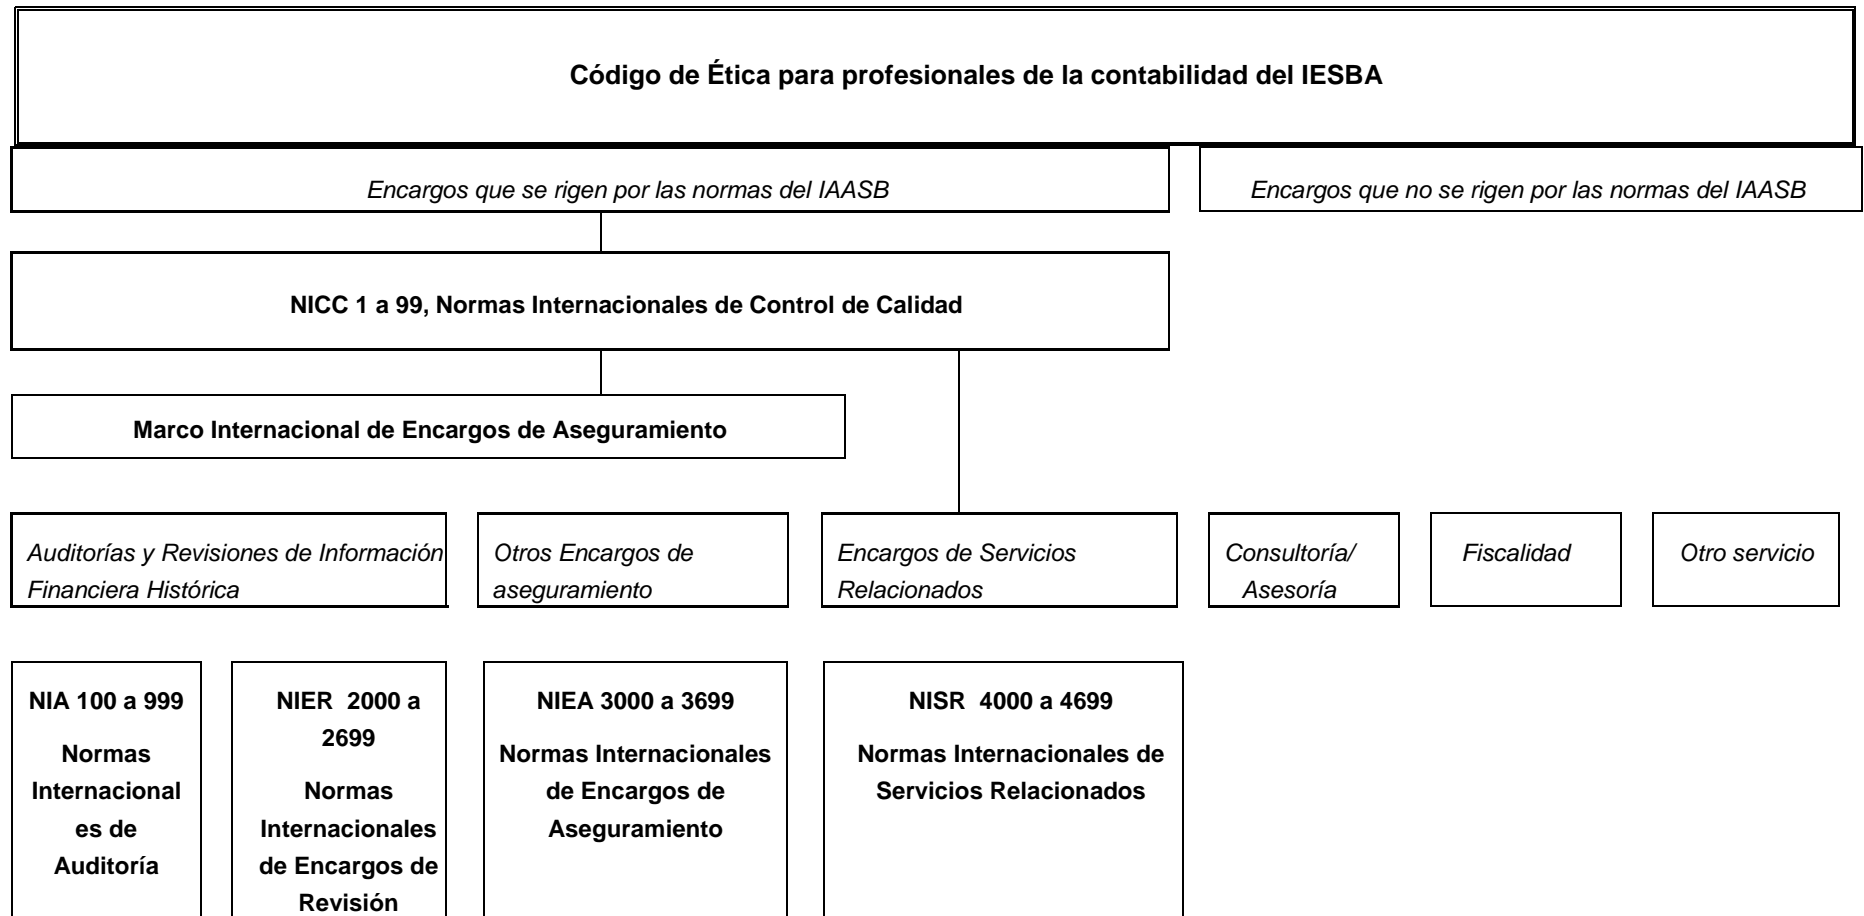 Código de Ética para profesionales de la contabilidad del IESBA
Encargos que se rigen por las normas del IAASB
Encargos que no se rigen por las normas del IAASB
NICC 1 a 99, Normas Internacionales de Control de Calidad
Marco Internacional de Encargos de Aseguramiento
Auditorías y Revisiones de Información
Financiera Histórica
Otros Encargos de
aseguramiento
Encargos de Servicios
Relacionados
Consultoría/
Asesoría
Fiscalidad
Otro servicio
NIA 100 a 999
Normas
Internacional
es de
Auditoría
NIER 2000 a
2699
Normas
Internacionales
de Encargos de
Revisión
NIEA 3000 a 3699
Normas Internacionales
de Encargos de
Aseguramiento
NISR 4000 a 4699
Normas Internacionales de
Servicios Relacionados